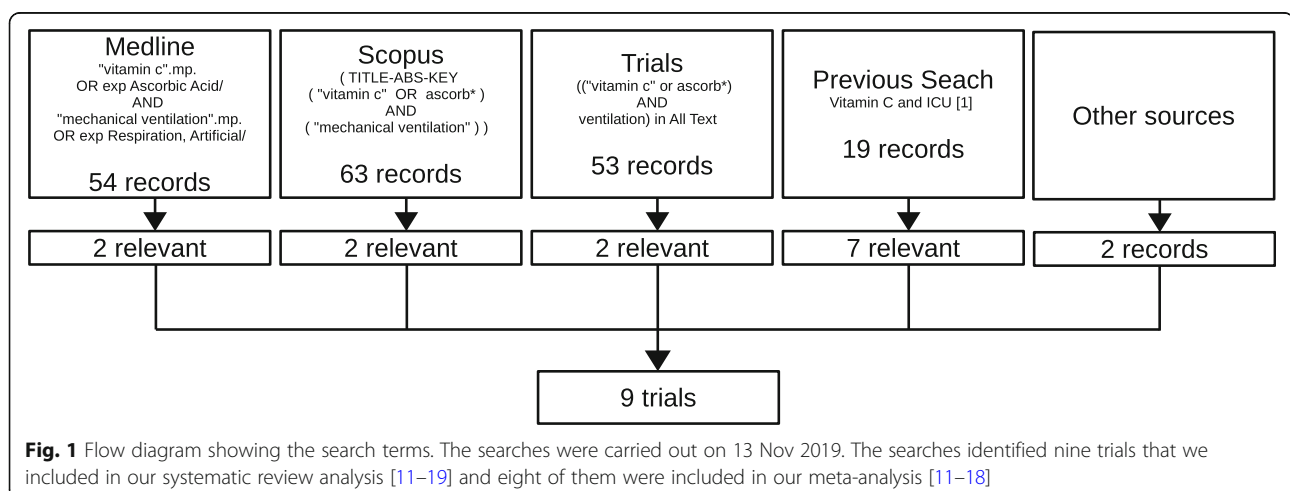 Medline
"vitamin c".mp.
OR exp Ascorbic Acid/
AND
"mechanical ventilation".mp.
OR exp Respiration, Artificial/
54 records
Scopus
( TITLE-ABS-KEY
( "vitamin c" OR ascorb* )
AND
( "mechanical ventilation" ) )
63 records
Trials
(("vitamin c" or ascorb*)
AND
ventilation) in All Text
53 records
Previous Seach
Vitamin C and ICU [1]
19 records
Other sources
2 relevant
2 relevant
2 relevant
7 relevant
2 records
9 trials
Fig. 1 Flow diagram showing the search terms. The searches were carried out on 13 Nov 2019. The searches identified nine trials that we
included in our systematic review analysis [11–19] and eight of them were included in our meta-analysis [11–18]